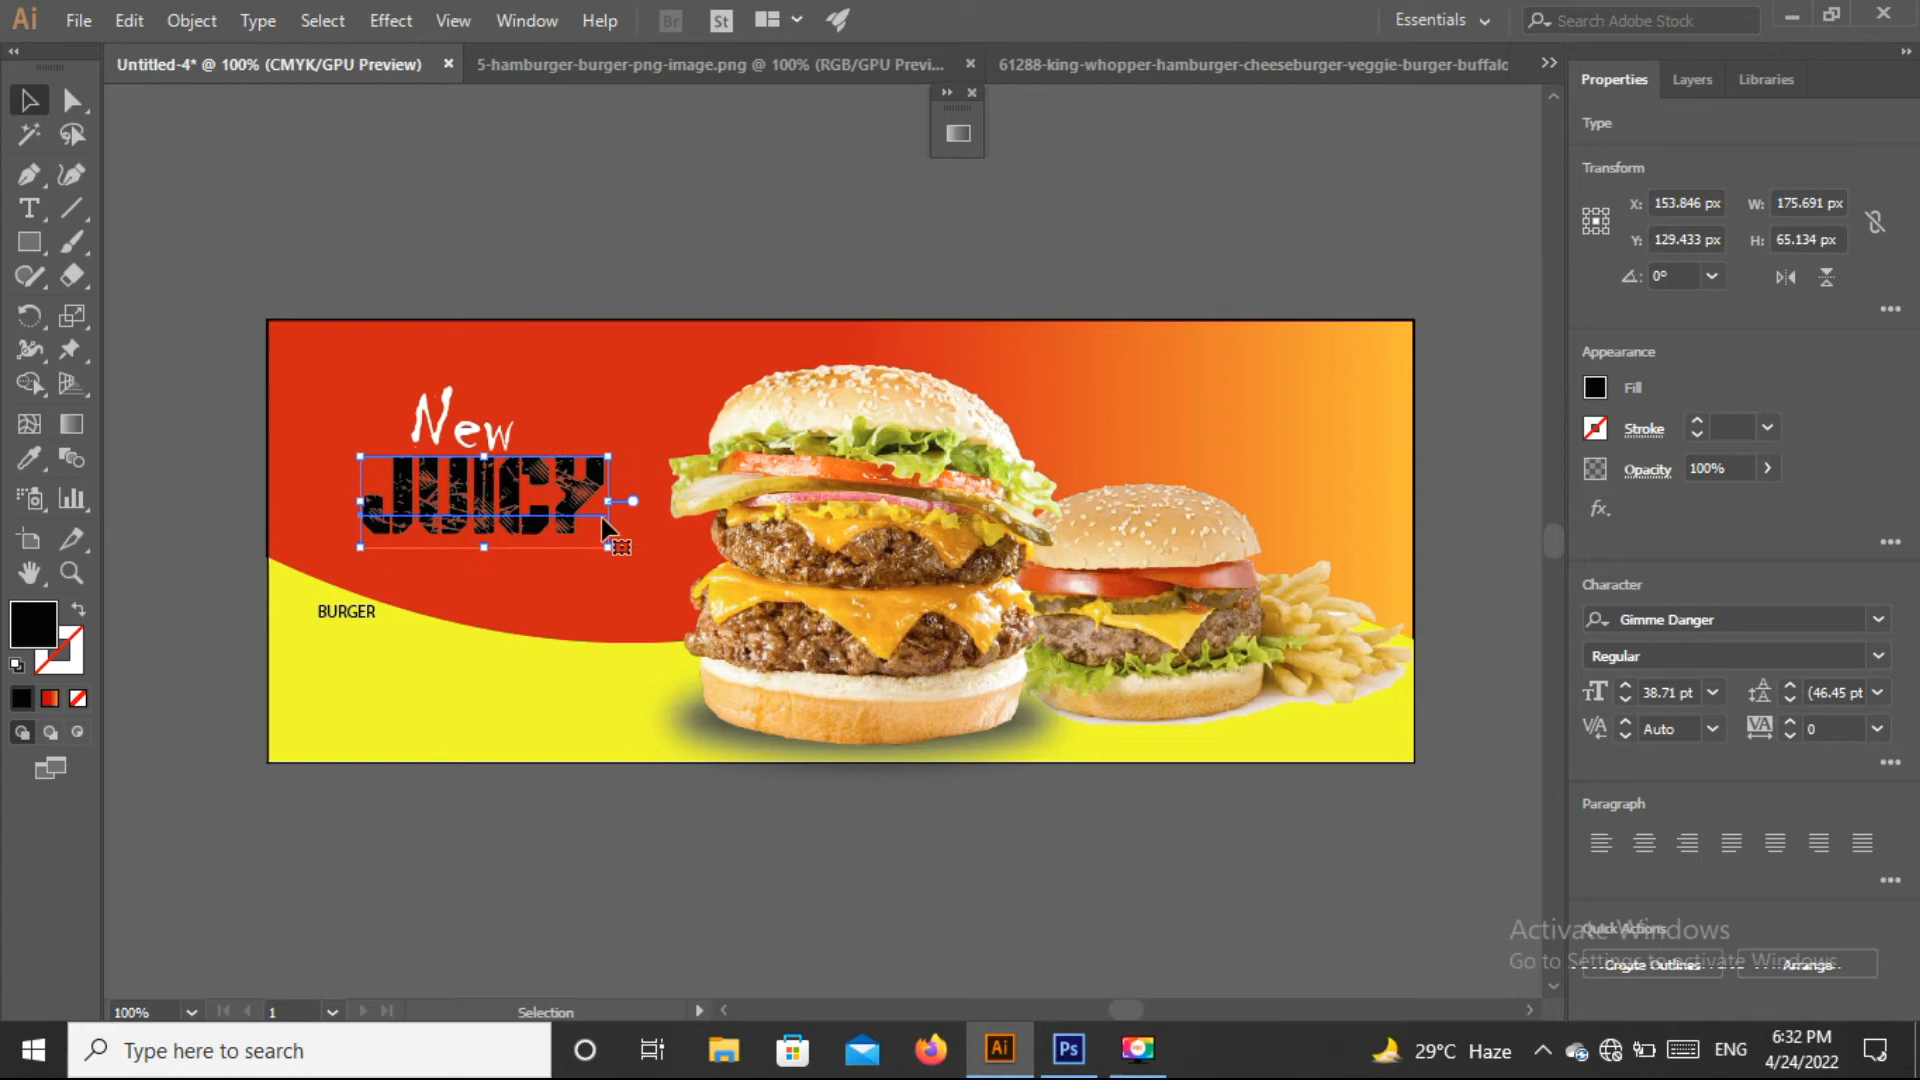 Ai File Edit Object Type Select Effect View Window Help Br St Essentials Search Adobe Stock
Untitled-4* @ 100% (CMYK/GPU Preview) × 5-hamburger-burger-png-image.png @ 100% (RGB/GPU Previ... × 61288-king-whopper-hamburger-cheeseburger-veggie-burger-buffalo
Properties Layers Libraries
Type
Transform
X: 153.846 px W: 175.691 px
Y: 129.433 px H: 65.134 px
0°
Appearance
Fill
Stroke
Opacity 100%
fx.
New
JUICY
BURGER
Character
Gimme Danger
Regular
38.71 pt (46.45 pt
Auto 0
Paragraph
Quick Actions
Create Outlines Arrange
Activate Windows
Go to Settings to activate Windows.
100% 1 Selection
Type here to search
Ai Ps 29°C Haze ENG 6:32 PM
4/24/2022